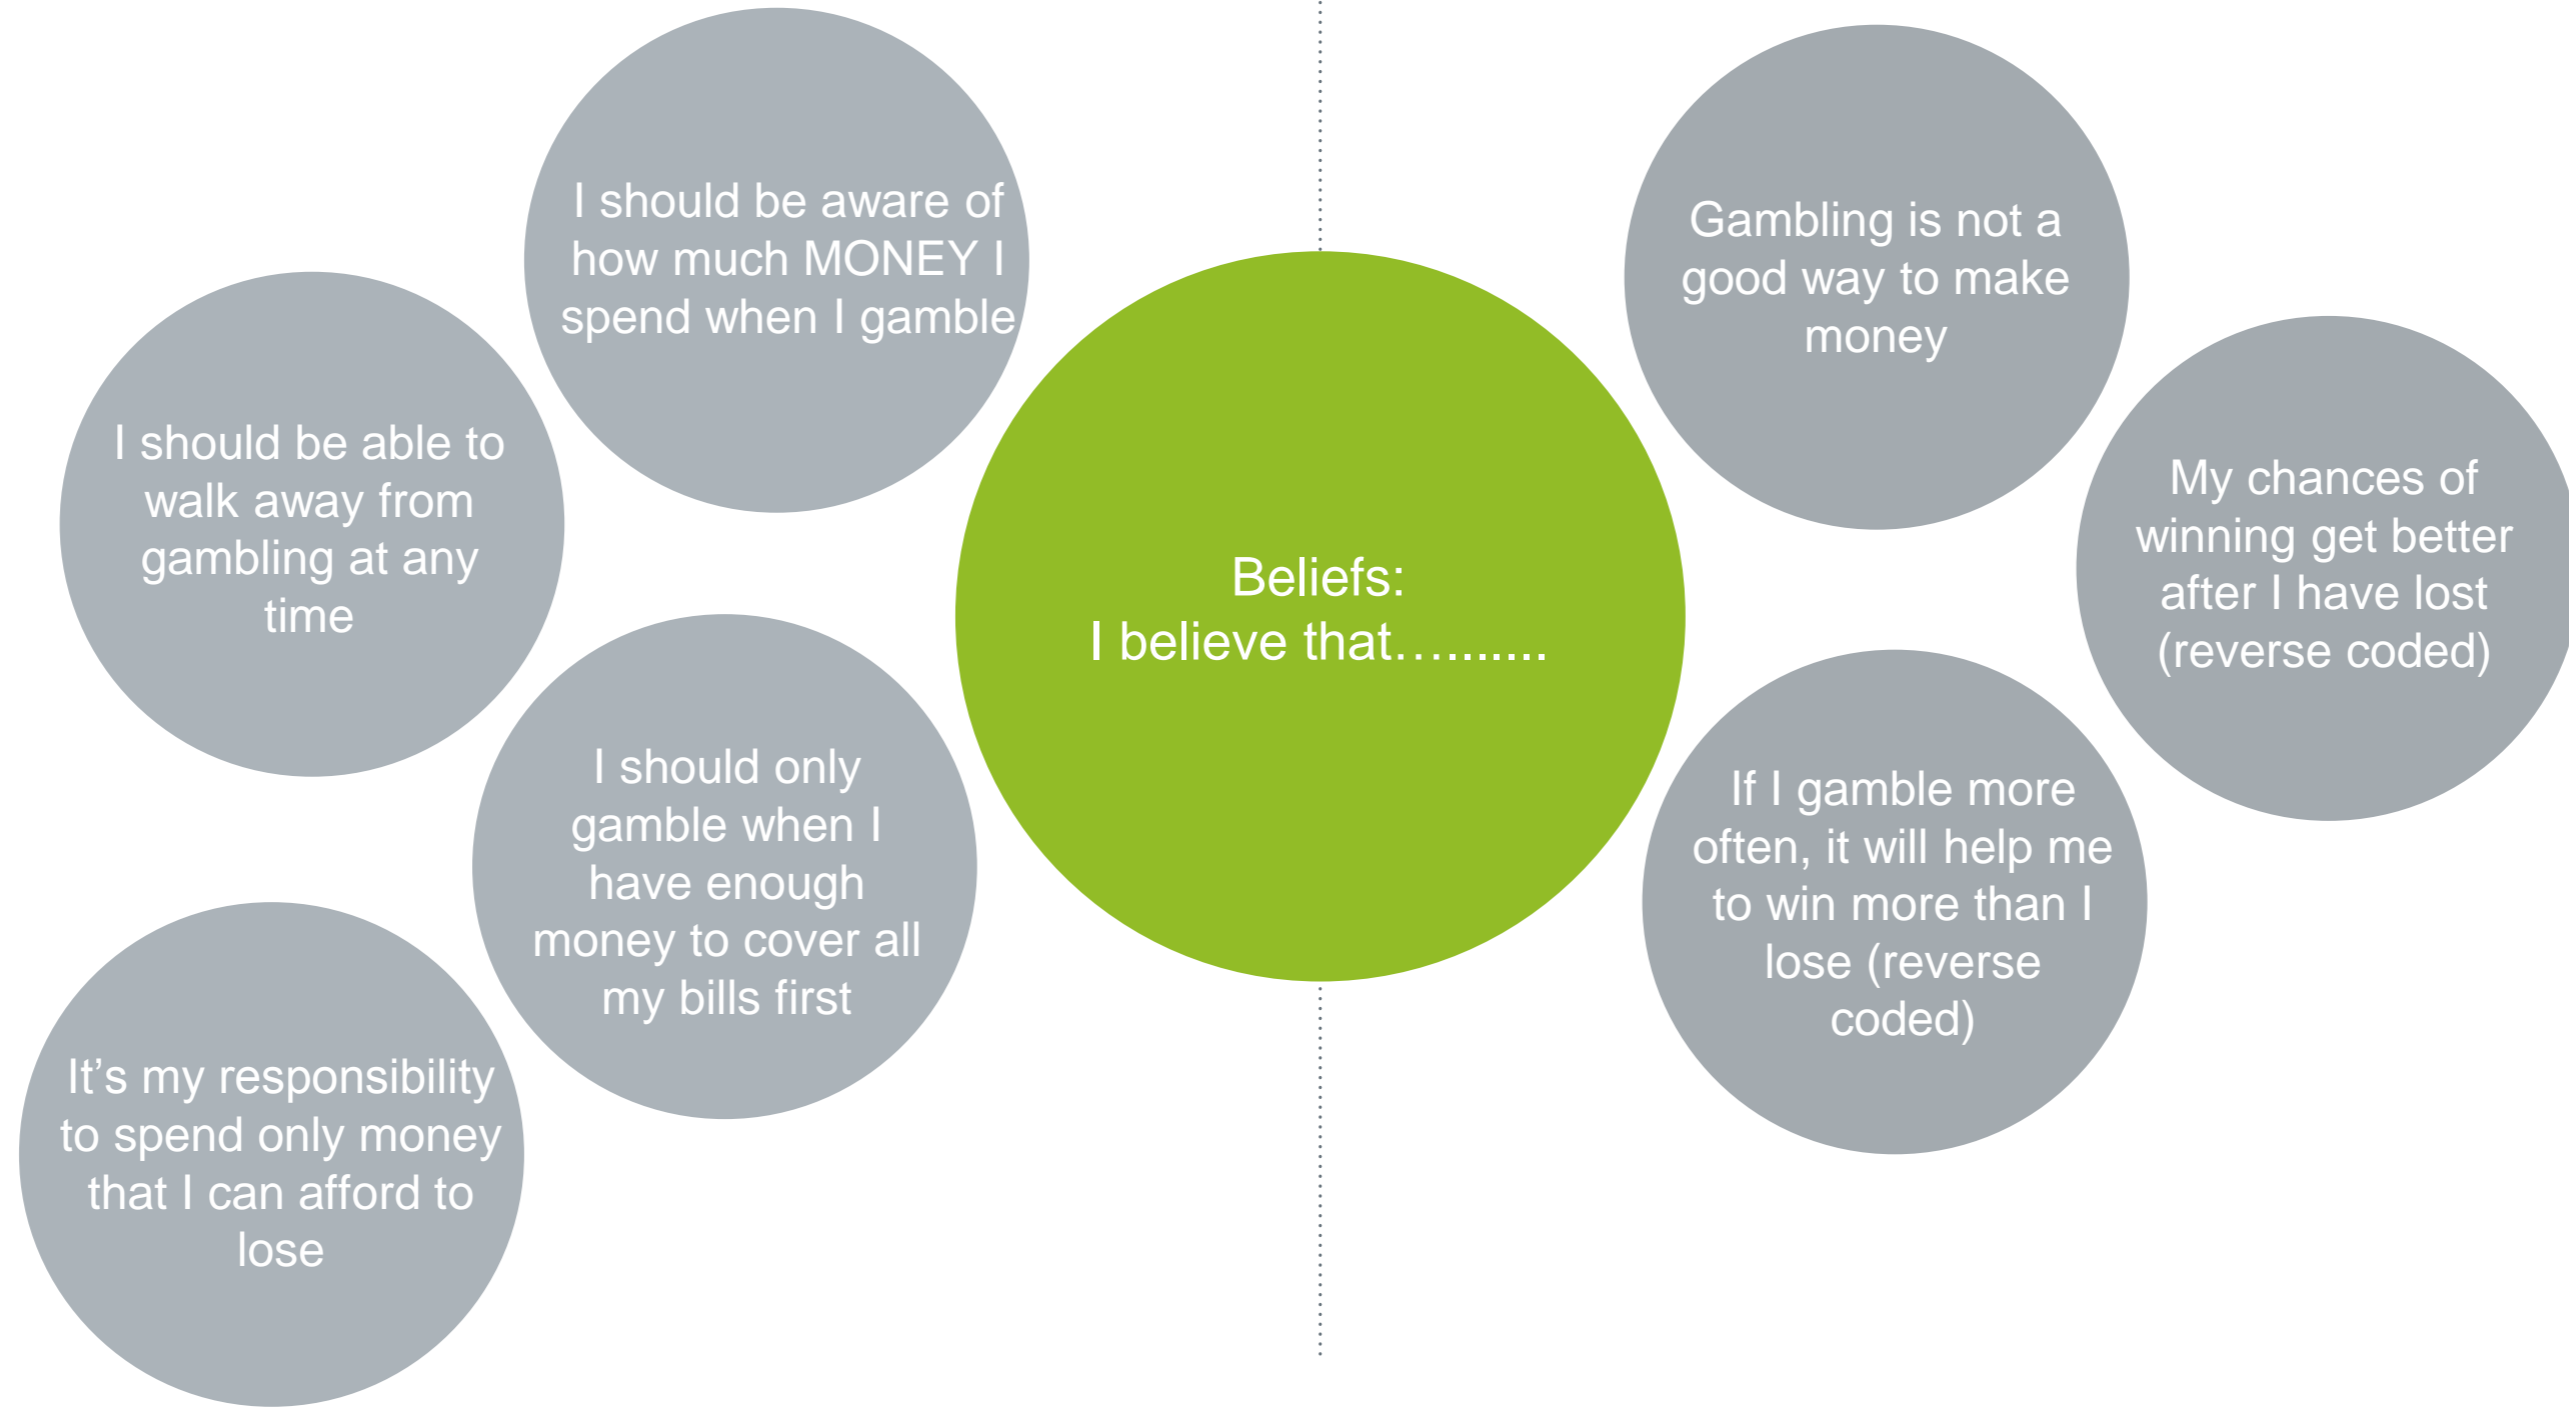 I should be aware of
how much MONEY I
spend when I gamble
I should be able to
walk away from
gambling at any
time
I should only
gamble when I
have enough
money to cover all
my bills first
It’s my responsibility
to spend only money
that I can afford to
lose
Beliefs:
I believe that….......
Gambling is not a
good way to make
money
My chances of
winning get better
after I have lost
(reverse coded)
If I gamble more
often, it will help me
to win more than I
lose (reverse
coded)